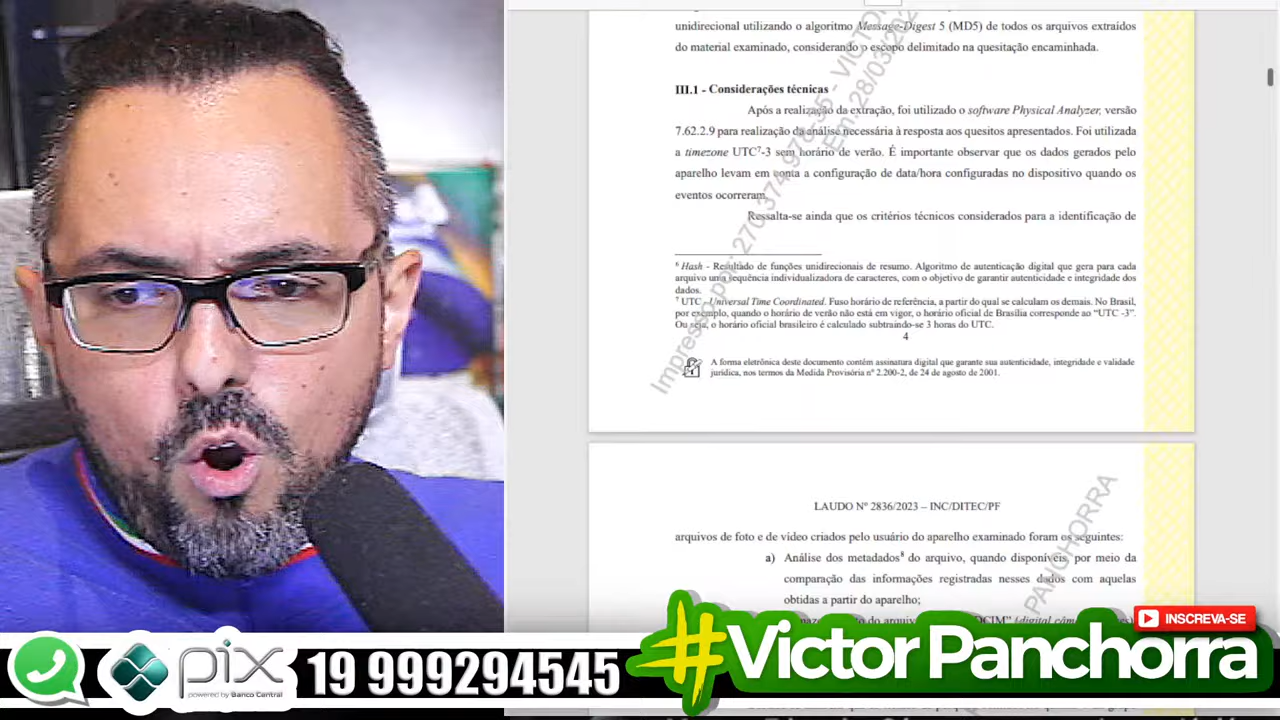 unidirecional utilizando o algoritmo Message-Digest 5 (MD5) de todos os arquivos extraídos
do material examinado, considerando o escopo delimitado na quesitação encaminhada.
III.1 - Considerações técnicas
Após a realização da extração, foi utilizado o software Physical Analyzer, versão
7.62.2.9 para realização da análise necessária à resposta aos quesitos apresentados. Foi utilizada
a timezone UTC⁷-3 sem horário de verão. É importante observar que os dados gerados pelo
aparelho levam em conta a configuração de data/hora configuradas no dispositivo quando os
eventos ocorreram.
Ressalta-se ainda que os critérios técnicos considerados para a identificação de
⁶ Hash - Resultado de funções unidirecionais de resumo. Algoritmo de autenticação digital que gera para cada
arquivo uma sequência individualizadora de caracteres, com o objetivo de garantir autenticidade e integridade dos
dados.
⁷ UTC - Universal Time Coordinated. Fuso horário de referência, a partir do qual se calculam os demais. No Brasil,
por exemplo, quando o horário de verão não está em vigor, o horário oficial de Brasília corresponde ao “UTC -3”.
Ou seja, o horário oficial brasileiro é calculado subtraindo-se 3 horas do UTC.
4
A forma eletrônica deste documento contém assinatura digital que garante sua autenticidade, integridade e validade
jurídica, nos termos da Medida Provisória nº 2.200-2, de 24 de agosto de 2001.
LAUDO Nº 2836/2023 – INC/DITEC/PF
arquivos de foto e de vídeo criados pelo usuário do aparelho examinado foram os seguintes:
a) Análise dos metadados⁸ do arquivo, quando disponíveis, por meio da
comparação das informações registradas nesses dados com aquelas
obtidas a partir do aparelho;
do arquivo
PANCHORRA
Impresso por: 270.374.978-35 - VICTOR
Em: 28/03/202
INSCREVA-SE
pix
powered by Banco Central
19 999294545
#VictorPanchorra